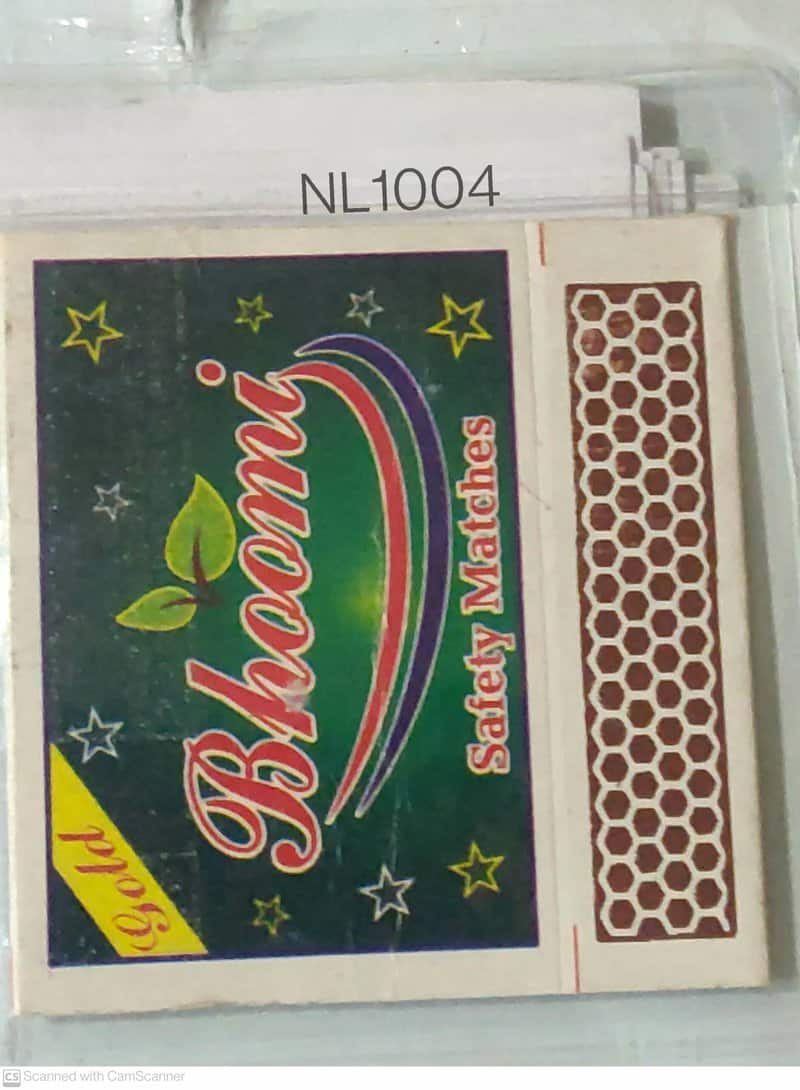 NL1004
Gold
Bhoomi
Safety Matches
CS Scanned with CamScanner